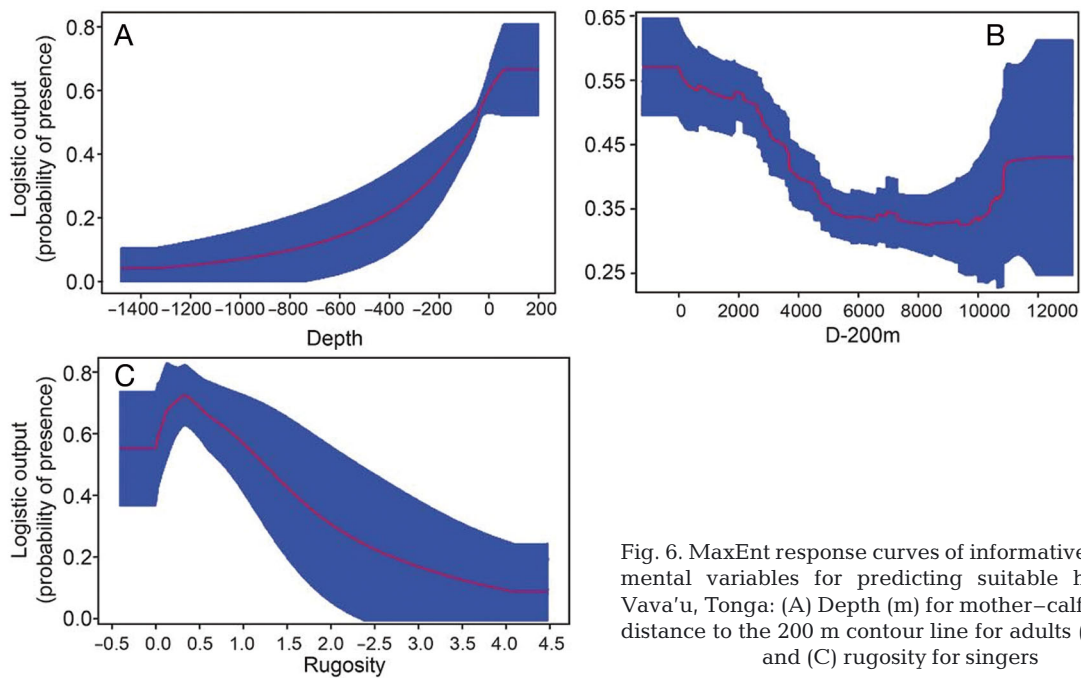 A
0.8
0.6
0.4
0.2
0.0
Logistic output
(probability of presence)
−1400 −1200 −1000 −800 −600 −400 −200 0 200
Depth
B
0.65
0.55
0.45
0.35
0.25
0 2000 4000 6000 8000 10000 12000
D-200m
C
0.8
0.6
0.4
0.2
0.0
Logistic output
(probability of presence)
−0.5 0.0 0.5 1.0 1.5 2.0 −2.5 3.0 3.5 4.0 4.5
Rugosity
Fig. 6. MaxEnt response curves of informative
mental variables for predicting suitable h
Vava'u, Tonga: (A) Depth (m) for mother−calf
distance to the 200 m contour line for adults (
and (C) rugosity for singers